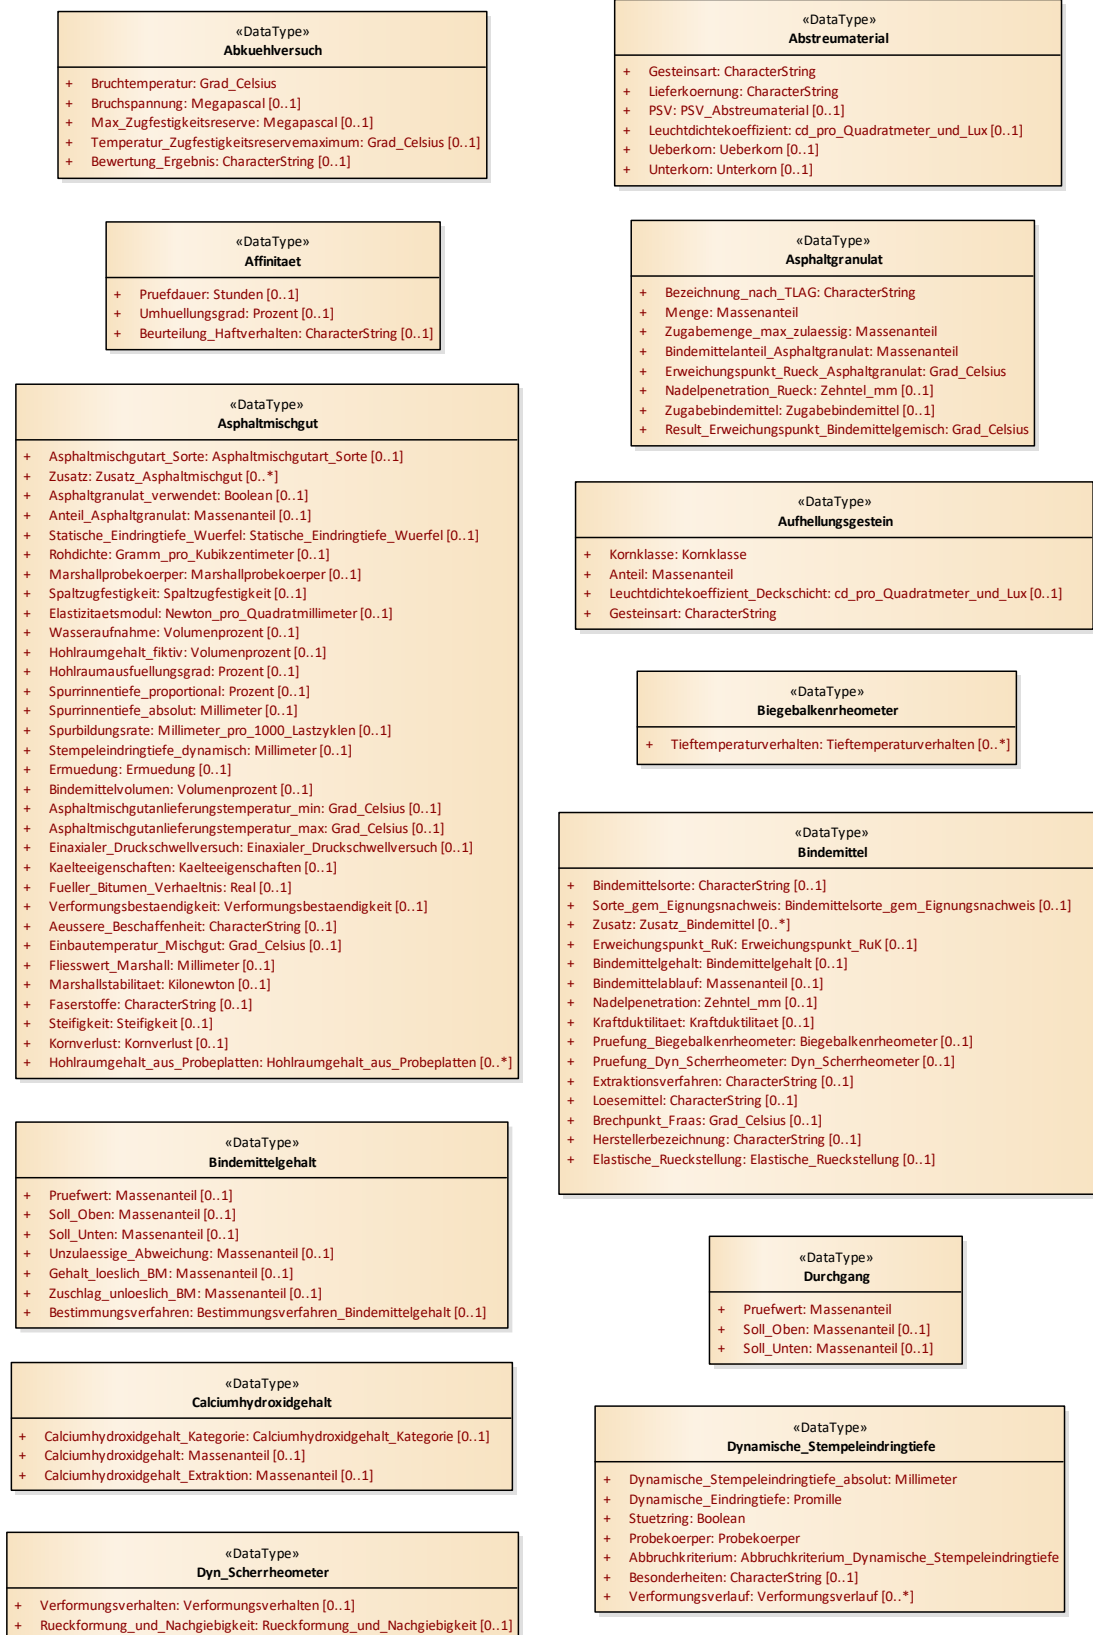 «DataType»
Abkuehlversuch
+ Bruchtemperatur: Grad_Celsius
+ Bruchspannung: Megapascal [0..1]
+ Max_Zugfestigkeitsreserve: Megapascal [0..1]
+ Temperatur_Zugfestigkeitsreservemaximum: Grad_Celsius [0..1]
+ Bewertung_Ergebnis: CharacterString [0..1]
«DataType»
Abstreumaterial
+ Gesteinsart: CharacterString
+ Lieferkoernung: CharacterString
+ PSV: PSV_Abstreumaterial [0..1]
+ Leuchtdichtekoeffizient: cd_pro_Quadratmeter_und_Lux [0..1]
+ Ueberkorn: Ueberkorn [0..1]
+ Unterkorn: Unterkorn [0..1]
«DataType»
Affinitaet
+ Pruefdauer: Stunden [0..1]
+ Umhuellungsgrad: Prozent [0..1]
+ Beurteilung_Haftverhalten: CharacterString [0..1]
«DataType»
Asphaltgranulat
+ Bezeichnung_nach_TLAG: CharacterString
+ Menge: Massenanteil
+ Zugabemenge_max_zulaessig: Massenanteil
+ Bindemittelanteil_Asphaltgranulat: Massenanteil
+ Erweichungspunkt_Rueck_Asphaltgranulat: Grad_Celsius
+ Nadelpenetration_Rueck: Zehntel_mm [0..1]
+ Zugabebindemittel: Zugabebindemittel [0..1]
+ Result_Erweichungspunkt_Bindemittelgemisch: Grad_Celsius
«DataType»
Asphaltmischgut
+ Asphaltmischgutart_Sorte: Asphaltmischgutart_Sorte [0..1]
+ Zusatz: Zusatz_Asphaltmischgut [0..*]
+ Asphaltgranulat_verwendet: Boolean [0..1]
+ Anteil_Asphaltgranulat: Massenanteil [0..1]
+ Statische_Eindringtiefe_Wuerfel: Statische_Eindringtiefe_Wuerfel [0..1]
+ Rohdichte: Gramm_pro_Kubikzentimeter [0..1]
+ Marshallprobekoerper: Marshallprobekoerper [0..1]
+ Spaltzugfestigkeit: Spaltzugfestigkeit [0..1]
+ Elastizitaetsmodul: Newton_pro_Quadratmillimeter [0..1]
+ Wasseraufnahme: Volumenprozent [0..1]
+ Hohlraumgehalt_fiktiv: Volumenprozent [0..1]
+ Hohlraumausfuellungsgrad: Prozent [0..1]
+ Spurrinnentiefe_proportional: Prozent [0..1]
+ Spurrinnentiefe_absolut: Millimeter [0..1]
+ Spurbildungsrate: Millimeter_pro_1000_Lastzyklen [0..1]
+ Stempeleindringtiefe_dynamisch: Millimeter [0..1]
+ Ermuedung: Ermuedung [0..1]
+ Bindemittelvolumen: Volumenprozent [0..1]
+ Asphaltmischgutanlieferungstemperatur_min: Grad_Celsius [0..1]
+ Asphaltmischgutanlieferungstemperatur_max: Grad_Celsius [0..1]
+ Einaxialer_Druckschwellversuch: Einaxialer_Druckschwellversuch [0..1]
+ Kaelteeigenschaften: Kaelteeigenschaften [0..1]
+ Fueller_Bitumen_Verhaeltnis: Real [0..1]
+ Verformungsbestaendigkeit: Verformungsbestaendigkeit [0..1]
+ Aeussere_Beschaffenheit: CharacterString [0..1]
+ Einbautemperatur_Mischgut: Grad_Celsius [0..1]
+ Fliesswert_Marshall: Millimeter [0..1]
+ Marshallstabilitaet: Kilonewton [0..1]
+ Faserstoffe: CharacterString [0..1]
+ Steifigkeit: Steifigkeit [0..1]
+ Kornverlust: Kornverlust [0..1]
+ Hohlraumgehalt_aus_Probeplatten: Hohlraumgehalt_aus_Probeplatten [0..*]
«DataType»
Aufhellungsgestein
+ Kornklasse: Kornklasse
+ Anteil: Massenanteil
+ Leuchtdichtekoeffizient_Deckschicht: cd_pro_Quadratmeter_und_Lux [0..1]
+ Gesteinsart: CharacterString
«DataType»
Biegebalkenrheometer
+ Tieftemperaturverhalten: Tieftemperaturverhalten [0..*]
«DataType»
Bindemittel
+ Bindemittelsorte: CharacterString [0..1]
+ Sorte_gem_Eignungsnachweis: Bindemittelsorte_gem_Eignungsnachweis [0..1]
+ Zusatz: Zusatz_Bindemittel [0..*]
+ Erweichungspunkt_RuK: Erweichungspunkt_RuK [0..1]
+ Bindemittelgehalt: Bindemittelgehalt [0..1]
+ Bindemittelablauf: Massenanteil [0..1]
+ Nadelpenetration: Zehntel_mm [0..1]
+ Kraftduktilitaet: Kraftduktilitaet [0..1]
+ Pruefung_Biegebalkenrheometer: Biegebalkenrheometer [0..1]
+ Pruefung_Dyn_Scherrheometer: Dyn_Scherrheometer [0..1]
+ Extraktionsverfahren: CharacterString [0..1]
+ Loesemittel: CharacterString [0..1]
+ Brechpunkt_Fraas: Grad_Celsius [0..1]
+ Herstellerbezeichnung: CharacterString [0..1]
+ Elastische_Rueckstellung: Elastische_Rueckstellung [0..1]
«DataType»
Bindemittelgehalt
+ Pruefwert: Massenanteil [0..1]
+ Soll_Oben: Massenanteil [0..1]
+ Soll_Unten: Massenanteil [0..1]
+ Unzulaessige_Abweichung: Massenanteil [0..1]
+ Gehalt_loeslich_BM: Massenanteil [0..1]
+ Zuschlag_unloeslich_BM: Massenanteil [0..1]
+ Bestimmungsverfahren: Bestimmungsverfahren_Bindemittelgehalt [0..1]
«DataType»
Durchgang
+ Pruefwert: Massenanteil
+ Soll_Oben: Massenanteil [0..1]
+ Soll_Unten: Massenanteil [0..1]
«DataType»
Calciumhydroxidgehalt
+ Calciumhydroxidgehalt_Kategorie: Calciumhydroxidgehalt_Kategorie [0..1]
+ Calciumhydroxidgehalt: Massenanteil [0..1]
+ Calciumhydroxidgehalt_Extraktion: Massenanteil [0..1]
«DataType»
Dynamische_Stempeleindringtiefe
+ Dynamische_Stempeleindringtiefe_absolut: Millimeter
+ Dynamische_Eindringtiefe: Promille
+ Stuetzring: Boolean
+ Probekoerper: Probekoerper
+ Abbruchkriterium: Abbruchkriterium_Dynamische_Stempeleindringtiefe
+ Besonderheiten: CharacterString [0..1]
+ Verformungsverlauf: Verformungsverlauf [0..*]
«DataType»
Dyn_Scherrheometer
+ Verformungsverhalten: Verformungsverhalten [0..1]
+ Rueckformung_und_Nachgiebigkeit: Rueckformung_und_Nachgiebigkeit [0..1]